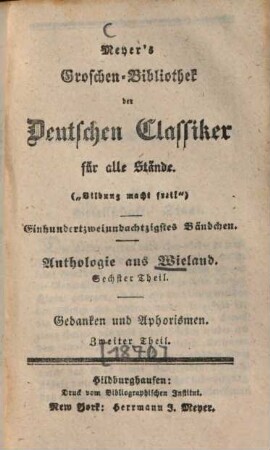 C
Meyer's
Groschen-Bibliothek
der
Deutschen Classiker
für alle Stände.
(„Bildung macht frei!")
Einhundertzweiundachtzigstes Bändchen.
Anthologie aus Wieland.
Sechster Theil.
Gedanken und Aphorismen.
Zweiter Theil.
[1870]
Hildburghausen:
Druck vom Bibliographischen Institut.
New York: Herrmann J. Meyer.